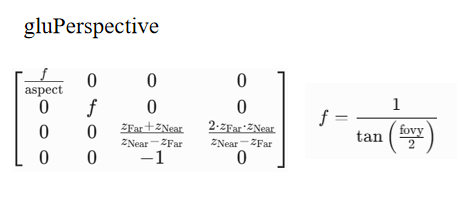 gluPerspective
f/aspect 0 0 0
0 f 0 0
0 0 (zFar+zNear)/(zNear−zFar) (2·zFar·zNear)/(zNear−zFar)
0 0 −1 0
f = 1/tan(fovy/2)